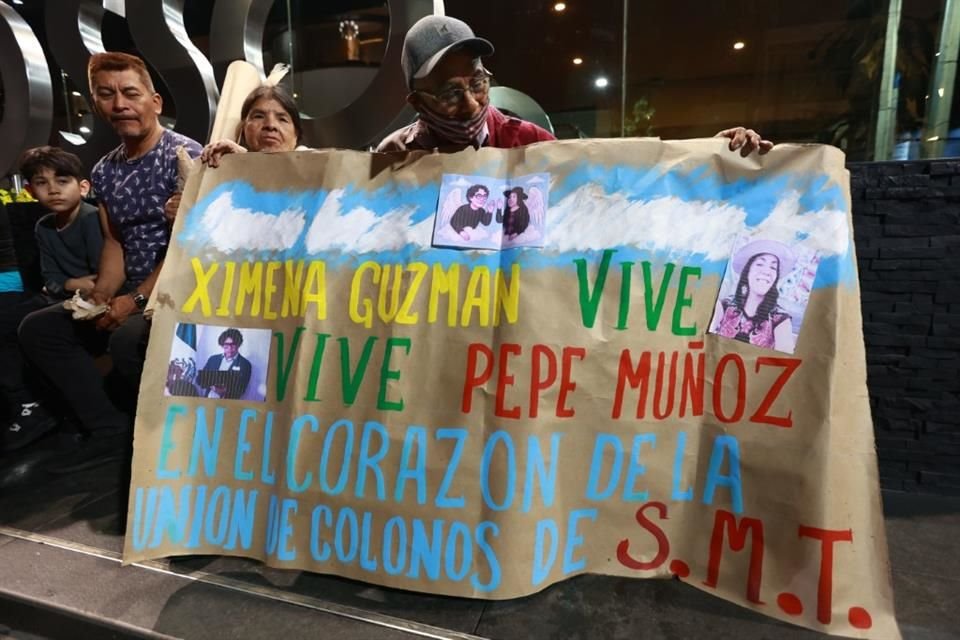 XIMENA GUZMAN VIVE
VIVE PEPE MUÑOZ
EN EL CORAZON DE LA
UNION DE COLONOS DE S.M.T.